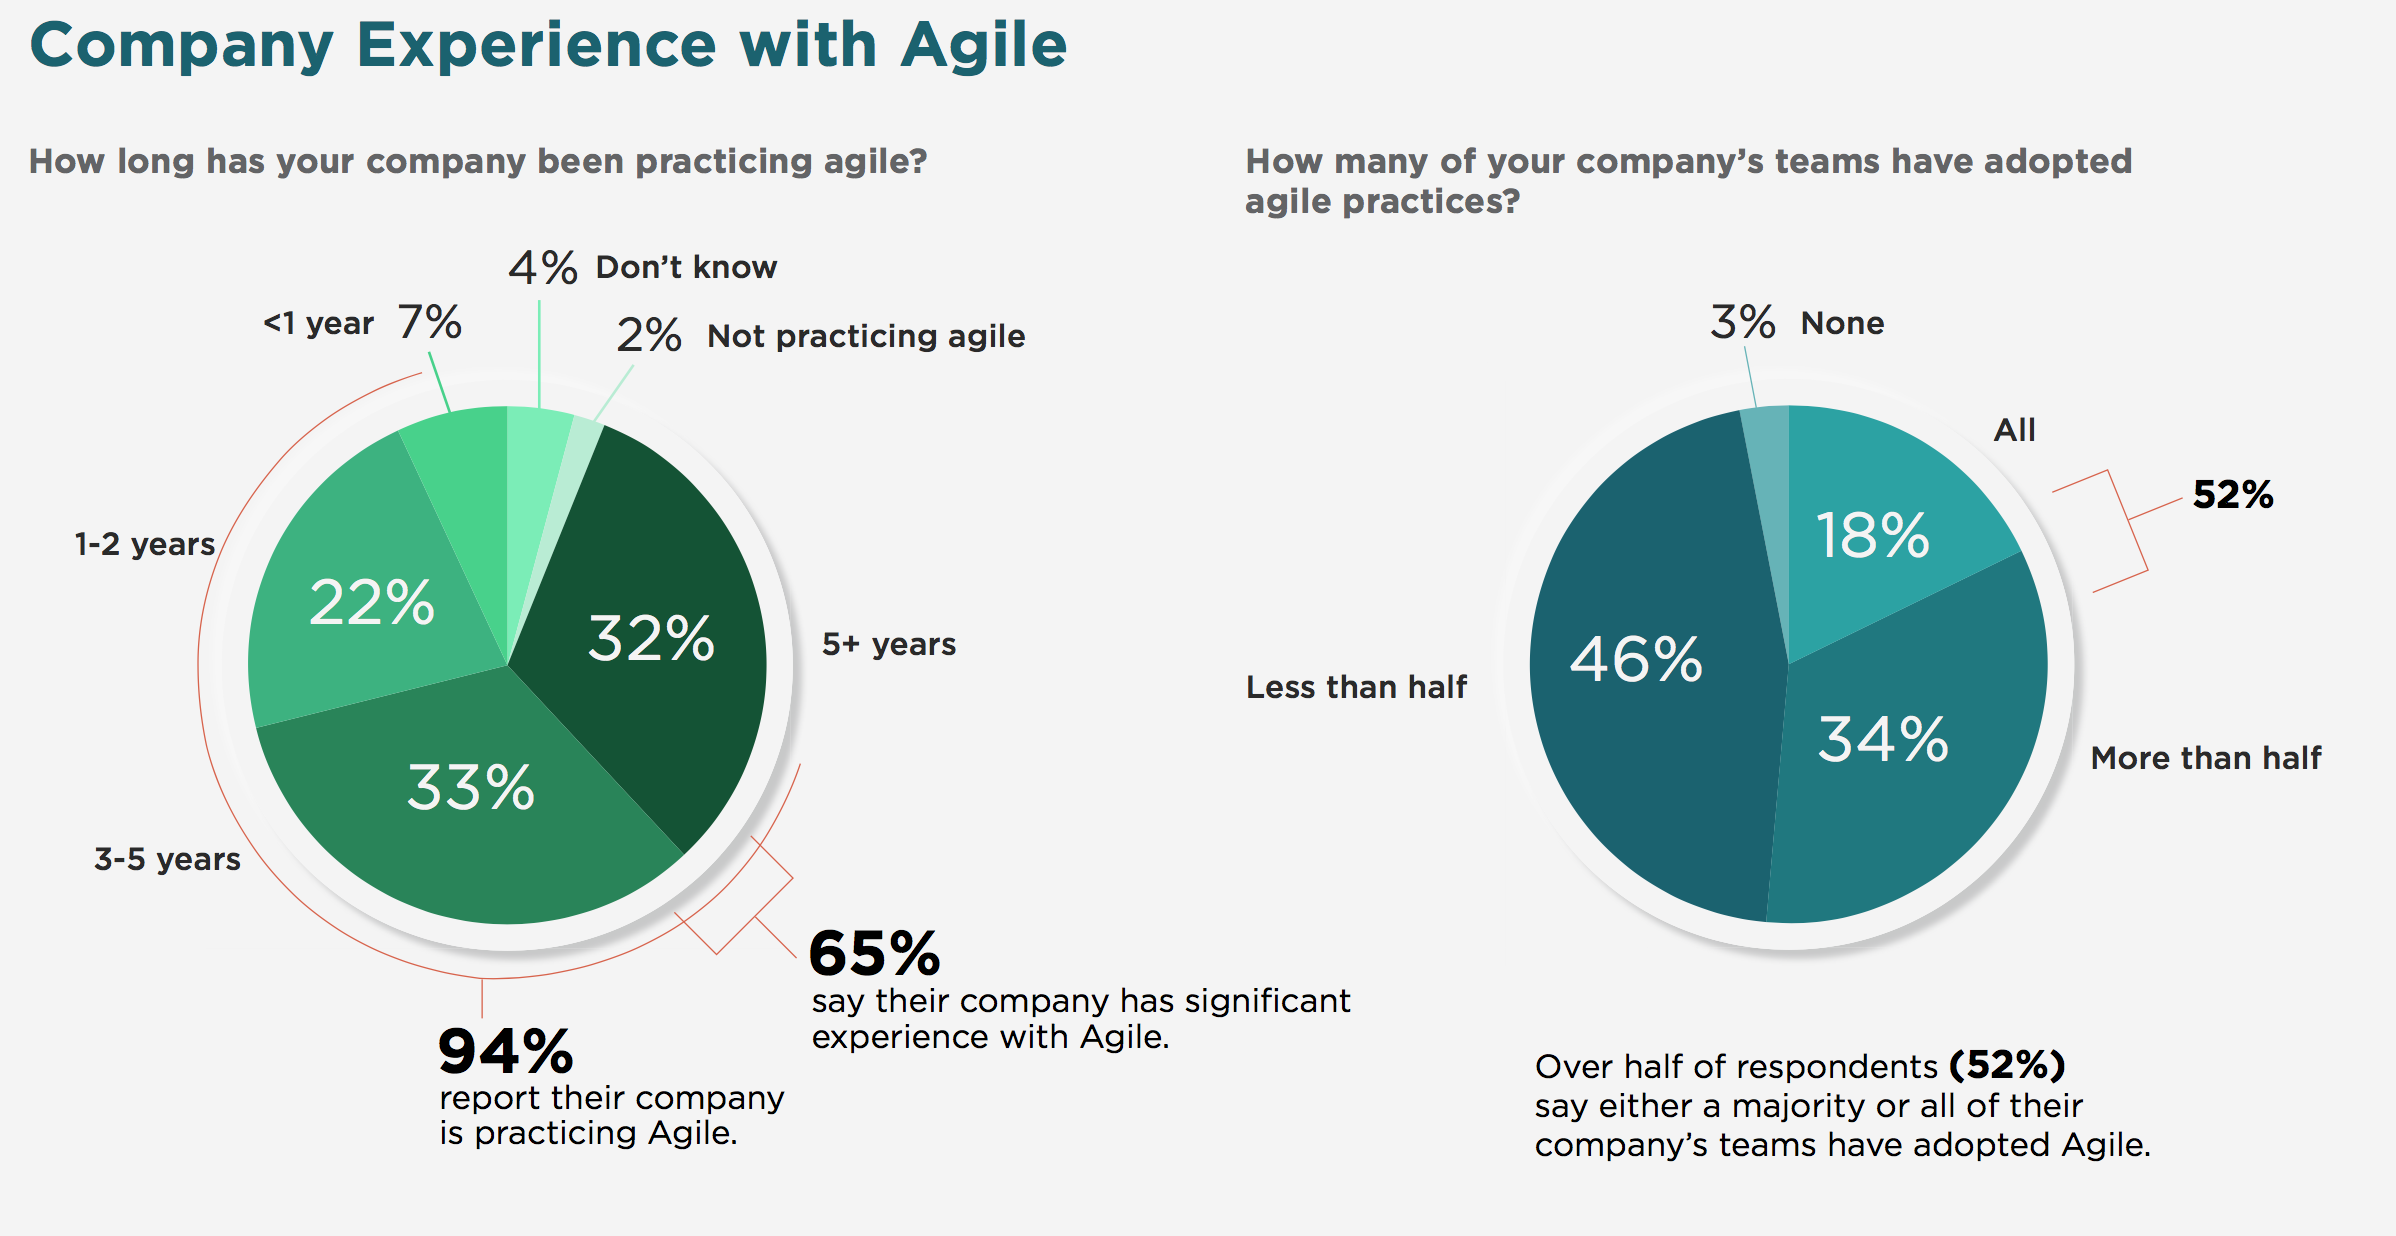 Company Experience with Agile
How long has your company been practicing agile?
4% Don’t know
<1 year 7%
2% Not practicing agile
1-2 years
22%
32%
5+ years
33%
3-5 years
65%
say their company has significant
experience with Agile.
94%
report their company
is practicing Agile.
How many of your company’s teams have adopted
agile practices?
3% None
All
52%
18%
46%
Less than half
34%
More than half
Over half of respondents (52%)
say either a majority or all of their
company’s teams have adopted Agile.